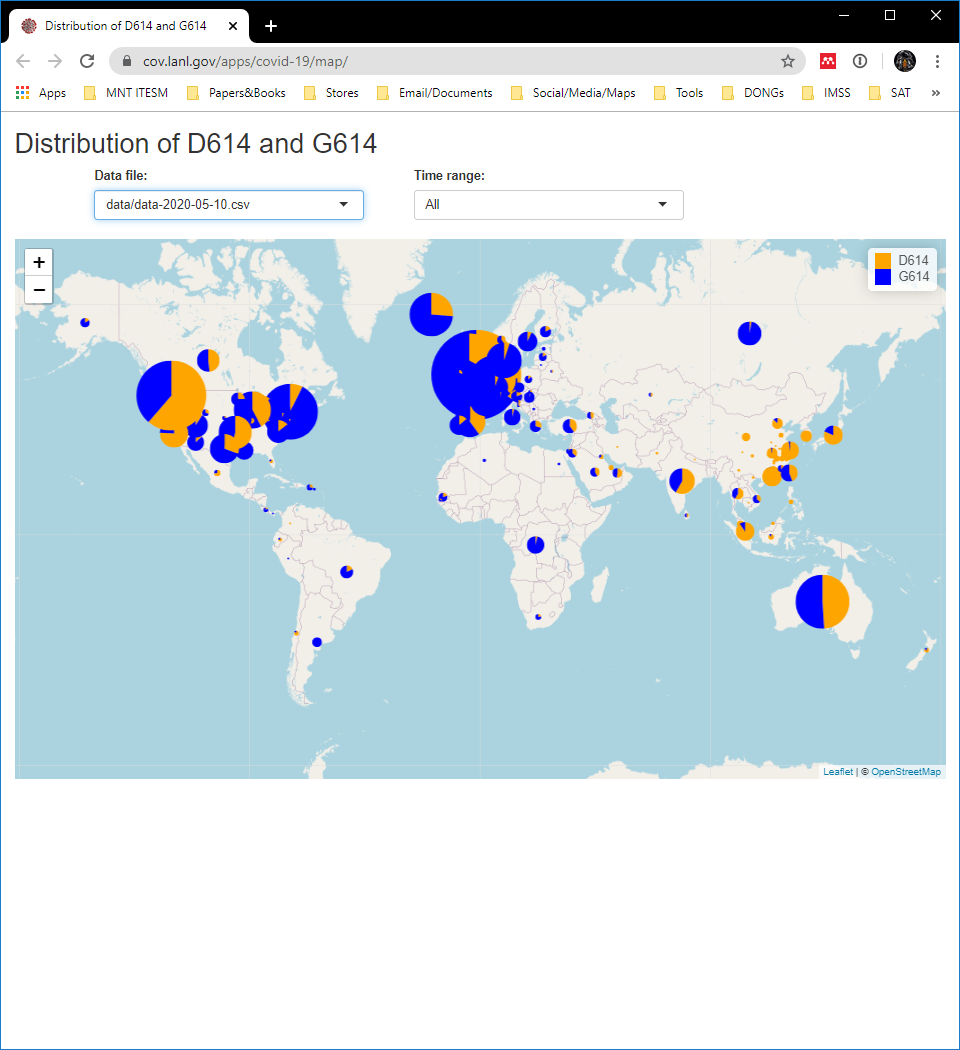 Distribution of D614 and G614
cov.lanl.gov/apps/covid-19/map/
Apps MNT ITESM Papers&Books Stores Email/Documents Social/Media/Maps Tools DONGs IMSS SAT »
Distribution of D614 and G614
Data file: Time range:
data/data-2020-05-10.csv All
+
−
D614
G614
Leaflet | © OpenStreetMap